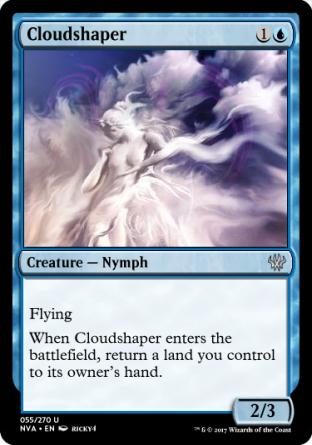 Cloudshaper 1
Creature — Nymph
Flying
When Cloudshaper enters the
battlefield, return a land you control
to its owner's hand.
2/3
055/270 U
NVA • EN RICKY4
™ & © 2017 Wizards of the Coast